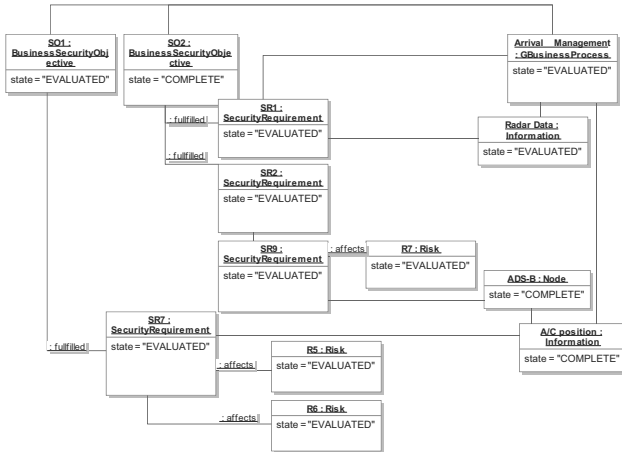 SO1 :
BusinessSecurityObj
ective
state = "EVALUATED"
SO2 :
BusinessSecurityObje
ctive
state = "COMPLETE"
Arrival Management
: GBusinessProcess
state = "EVALUATED"
: fullfilled
SR1 :
SecurityRequirement
state = "EVALUATED"
Radar Data :
Information
state = "EVALUATED"
: fullfilled
SR2 :
SecurityRequirement
state = "EVALUATED"
SR9 :
SecurityRequirement
state = "EVALUATED"
: affects
R7 : Risk
state = "EVALUATED"
ADS-B : Node
state = "COMPLETE"
SR7 :
SecurityRequirement
state = "EVALUATED"
A/C position :
Information
state = "COMPLETE"
: fullfilled
: affects
R5 : Risk
state = "EVALUATED"
: affects
R6 : Risk
state = "EVALUATED"